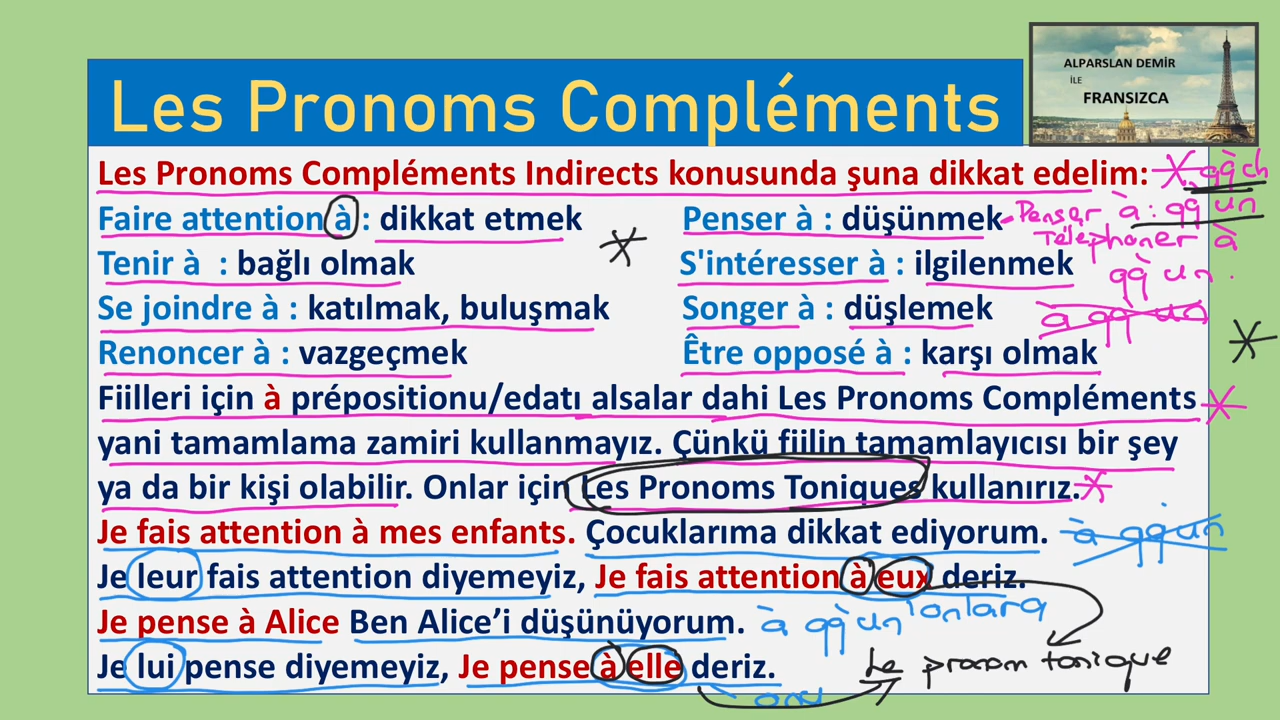 ALPARSLAN DEMİR
İLE
FRANSIZCA
Les Pronoms Compléments
Les Pronoms Compléments Indirects konusunda şuna dikkat edelim: qqch
Faire attention à : dikkat etmek Penser à : düşünmek Penser à : qq'un
Téléphoner à
Tenir à : bağlı olmak S'intéresser à : ilgilenmek qq'un.
Se joindre à : katılmak, buluşmak Songer à : düşlemek à qq'un
Renoncer à : vazgeçmek Être opposé à : karşı olmak
Fiilleri için à prépositionu/edatı alsalar dahi Les Pronoms Compléments
yani tamamlama zamiri kullanmayız. Çünkü fiilin tamamlayıcısı bir şey
ya da bir kişi olabilir. Onlar için Les Pronoms Toniques kullanırız.
Je fais attention à mes enfants. Çocuklarıma dikkat ediyorum. à qq'un
Je leur fais attention diyemeyiz, Je fais attention à eux deriz.
onlara
Je pense à Alice Ben Alice’i düşünüyorum. à qq'un
Je lui pense diyemeyiz, Je pense à elle deriz. Le pronom tonique
onu